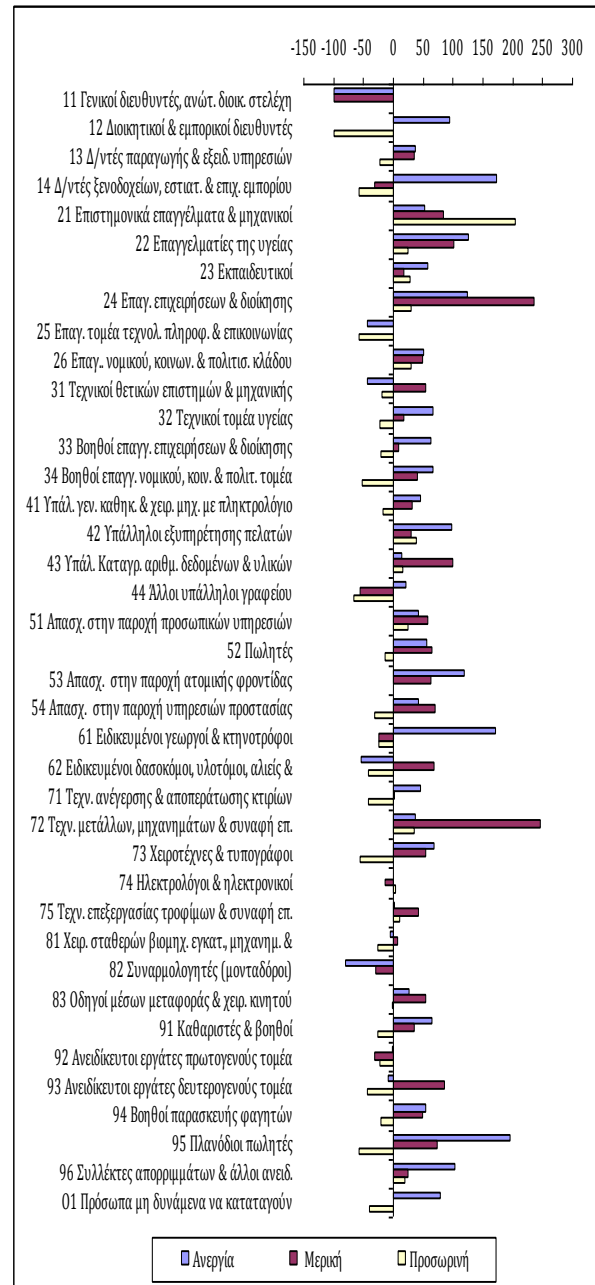 -150 -100 -50 0 50 100 150 200 250 300
11 Γενικοί διευθυντές, ανώτ. διοικ. στελέχη
12 Διοικητικοί & εμπορικοί διευθυντές
13 Δ/ντές παραγωγής & εξειδ. υπηρεσιών
14 Δ/ντές ξενοδοχείων, εστιατ. & επιχ. εμπορίου
21 Επιστημονικά επαγγέλματα & μηχανικοί
22 Επαγγελματίες της υγείας
23 Εκπαιδευτικοί
24 Επαγ. επιχειρήσεων & διοίκησης
25 Επαγ. τομέα τεχνολ. πληροφ. & επικοινωνίας
26 Επαγ.. νομικού, κοινων. & πολιτισ. κλάδου
31 Τεχνικοί θετικών επιστημών & μηχανικής
32 Τεχνικοί τομέα υγείας
33 Βοηθοί επαγγ. επιχειρήσεων & διοίκησης
34 Βοηθοί επαγγ. νομικού, κοιν. & πολιτ. τομέα
41 Υπάλ. γεν. καθηκ. & χειρ. μηχ. με πληκτρολόγιο
42 Υπάλληλοι εξυπηρέτησης πελατών
43 Υπάλ. Καταγρ. αριθμ. δεδομένων & υλικών
44 Άλλοι υπάλληλοι γραφείου
51 Απασχ. στην παροχή προσωπικών υπηρεσιών
52 Πωλητές
53 Απασχ. στην παροχή ατομικής φροντίδας
54 Απασχ. στην παροχή υπηρεσιών προστασίας
61 Ειδικευμένοι γεωργοί & κτηνοτρόφοι
62 Ειδικευμένοι δασοκόμοι, υλοτόμοι, αλιείς &
71 Τεχν. ανέγερσης & αποπεράτωσης κτιρίων
72 Τεχν. μετάλλων, μηχανημάτων & συναφή επ.
73 Χειροτέχνες & τυπογράφοι
74 Ηλεκτρολόγοι & ηλεκτρονικοί
75 Τεχν. επεξεργασίας τροφίμων & συναφή επ.
81 Χειρ. σταθερών βιομηχ. εγκατ., μηχανημ. &
82 Συναρμολογητές (μονταδόροι)
83 Οδηγοί μέσων μεταφοράς & χειρ. κινητού
91 Καθαριστές & βοηθοί
92 Ανειδίκευτοι εργάτες πρωτογενούς τομέα
93 Ανειδίκευτοι εργάτες δευτερογενούς τομέα
94 Βοηθοί παρασκευής φαγητών
95 Πλανόδιοι πωλητές
96 Συλλέκτες απορριμμάτων & άλλοι ανειδ.
01 Πρόσωπα μη δυνάμενα να καταταγούν
Ανεργία Μερική Προσωρινή